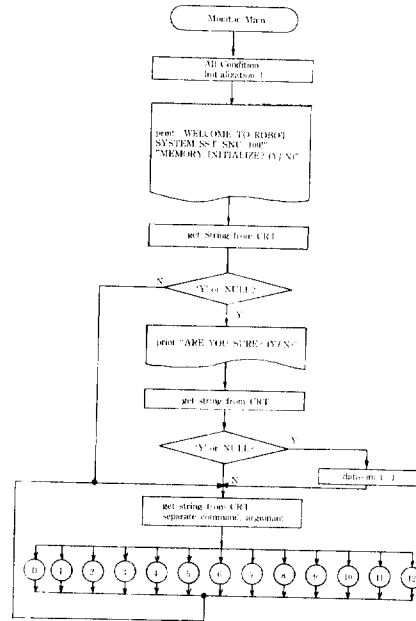 Monitor Main
All Condition
Initialization !
print "WELCOME TO ROBOT
SYSTEM SST SNC 100!"
"MEMORY INITIALIZE? (Y/N)"
get String from CRT
'Y' or NULL?
N
Y
print "ARE YOU SURE? (Y/N)"
get string from CRT
'Y' or NULL?
Y
N
get string from CRT
separate command, argument
0 1 2 3 4 5 6 7 8 9 10 11 12